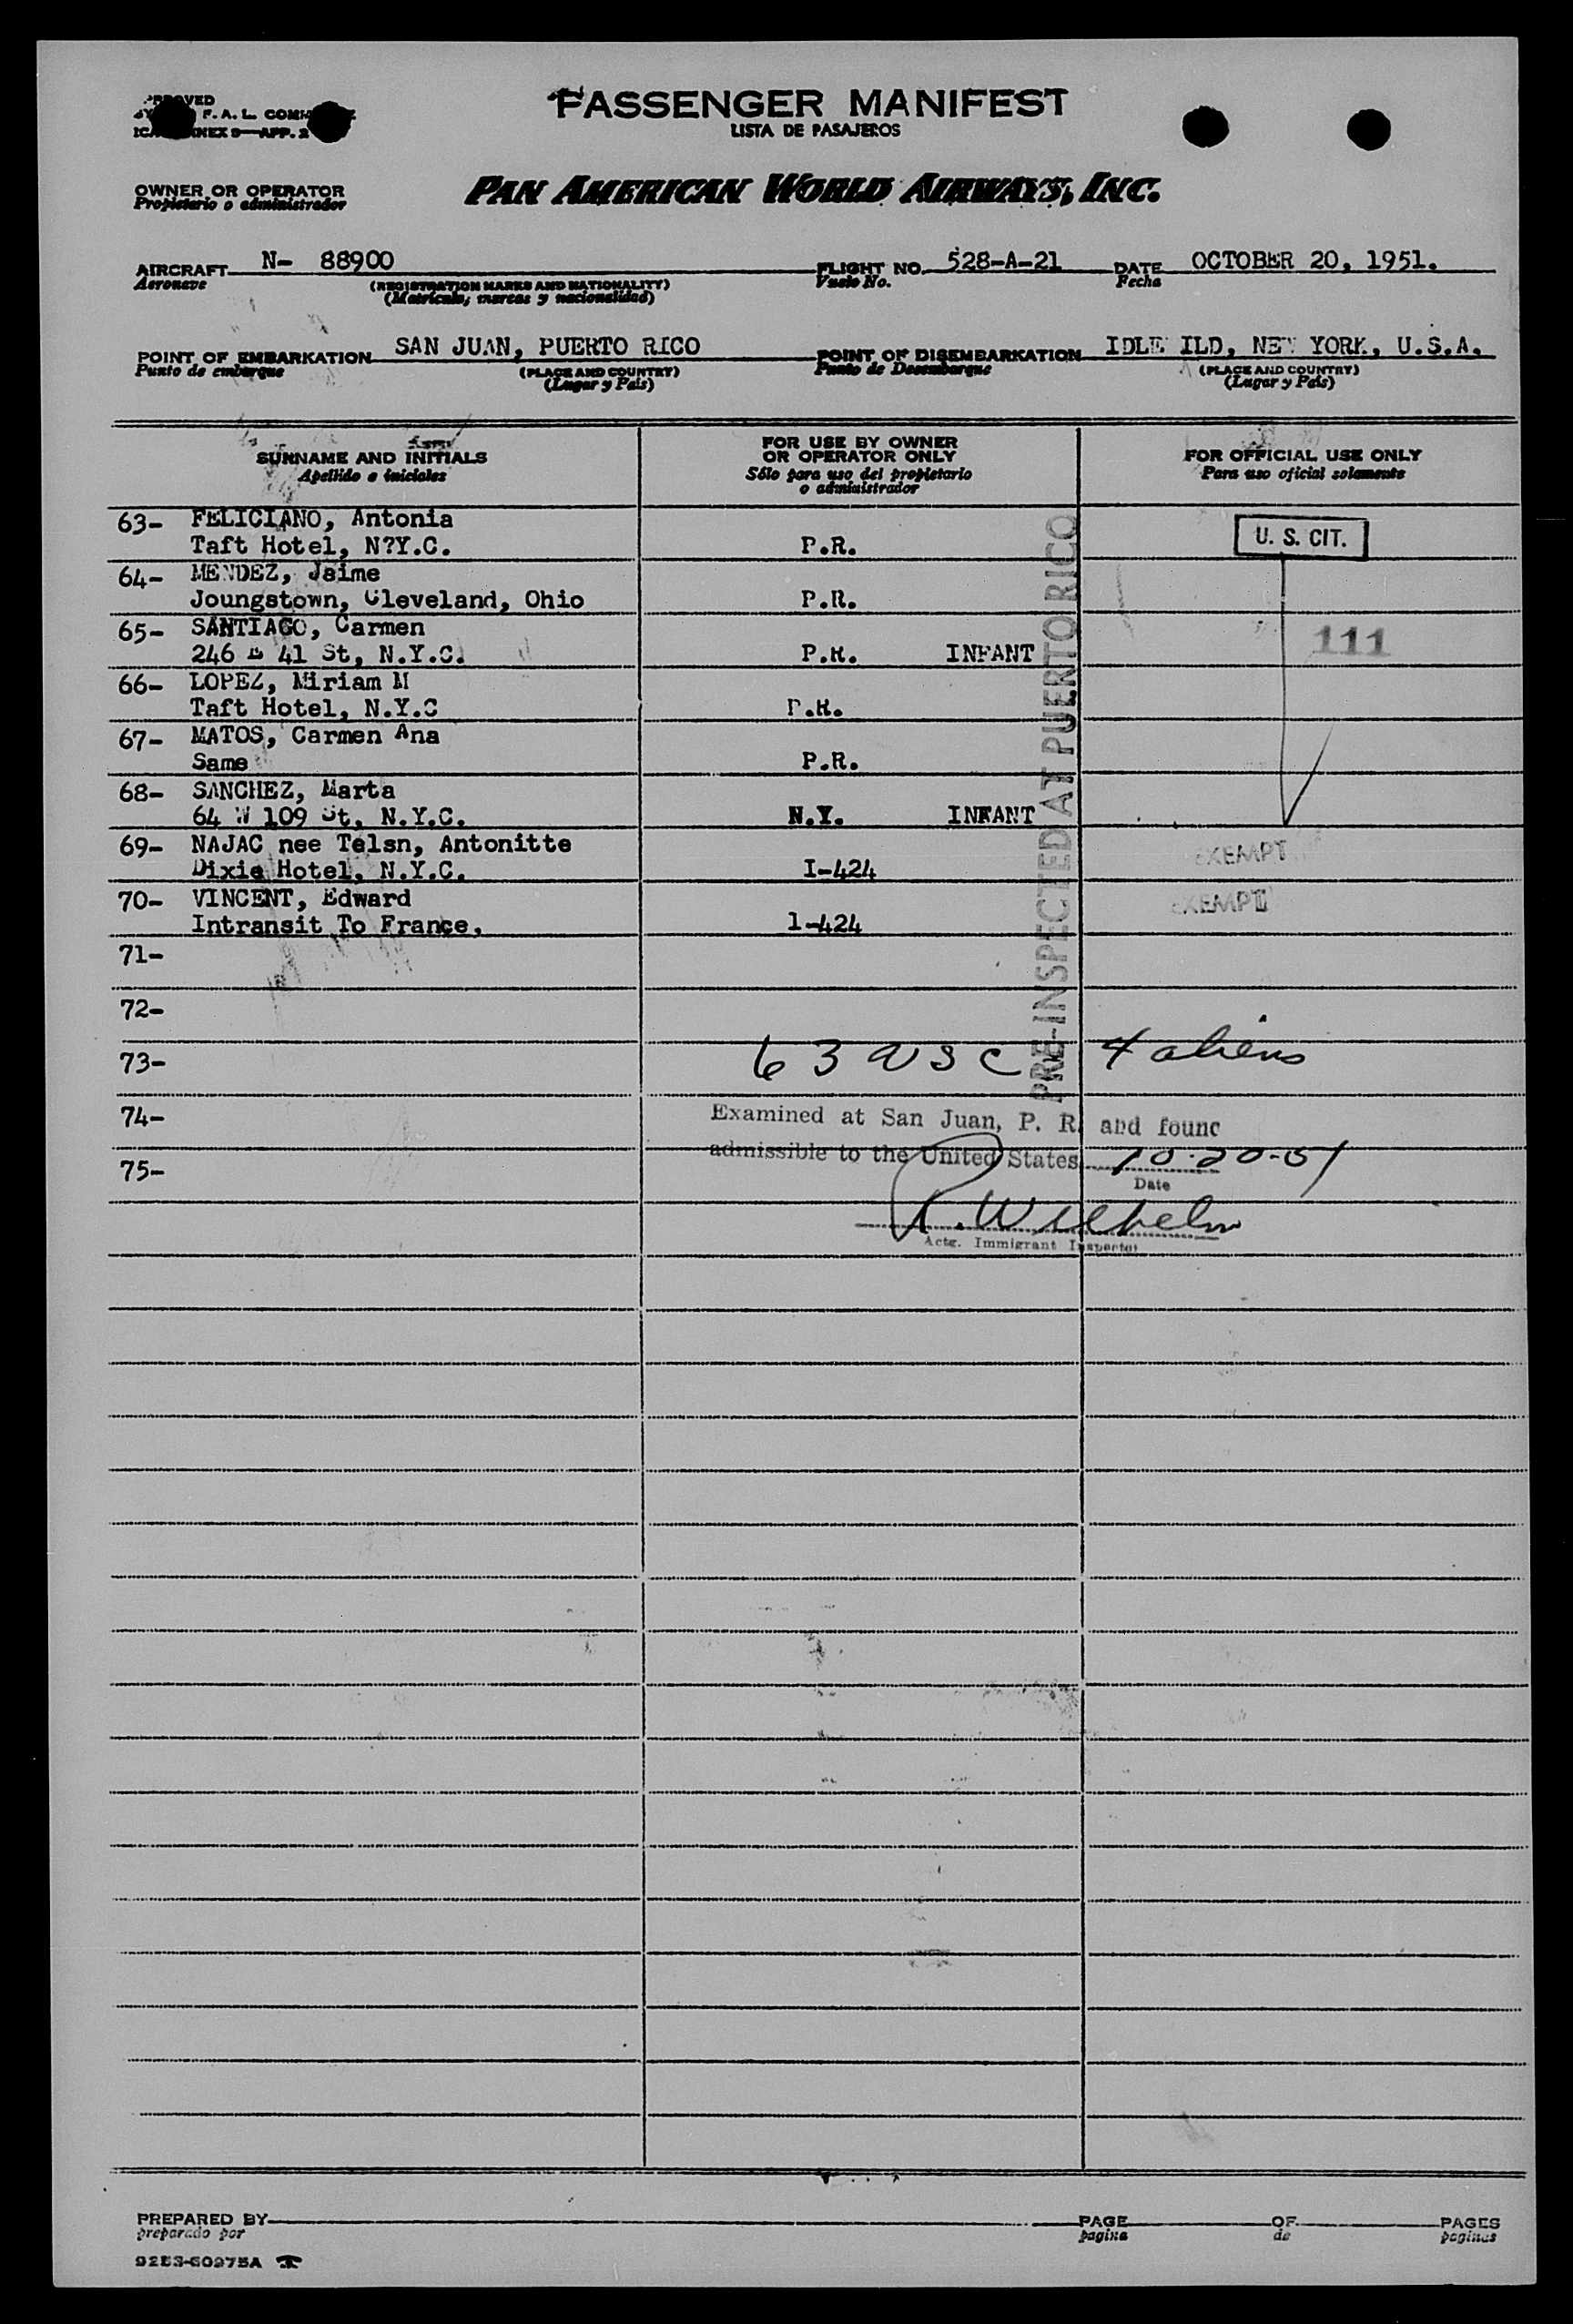 PASSENGER MANIFEST
LISTA DE PASAJEROS
F. A. L.
APP. 2
OWNER OR OPERATOR
Propietario o administrador
PAN AMERICAN WORLD AIRWAYS, INC.
AIRCRAFT N- 88900 FLIGHT NO. 528-A-21 DATE OCTOBER 20, 1951.
Aeronave (REGISTRATION MARKS AND NATIONALITY) Vuelo No. Fecha
(Matricula, marcas y nacionalidad)
POINT OF EMBARKATION SAN JUAN, PUERTO RICO POINT OF DISEMBARKATION IDLE ILD, NEW YORK, U.S.A.
Punto de embarque (PLACE AND COUNTRY) Punto de Desembarque (PLACE AND COUNTRY)
(Lugar y País) (Lugar y País)
SURNAME AND INITIALS
Apellido e iniciales
FOR USE BY OWNER
OR OPERATOR ONLY
Sólo para uso del propietario
o administrador
FOR OFFICIAL USE ONLY
Para uso oficial solamente
63- FELICIANO, Antonia
Taft Hotel, N?Y.C. P.R. U. S. CIT.
64- MENDEZ, Jaime
Joungstown, Cleveland, Ohio P.R.
65- SANTIAGO, Carmen 111
246 E 41 St, N.Y.C. P.R. INFANT
66- LOPEZ, Miriam M
Taft Hotel, N.Y.C P.R.
67- MATOS, Carmen Ana
Same P.R.
68- SANCHEZ, Marta
64 W 109 St, N.Y.C. N.Y. INFANT
69- NAJAC nee Telsn, Antonitte EXEMPT
Dixie Hotel, N.Y.C. I-424
70- VINCENT, Edward EXEMPT
Intransit To France. 1-424
71-
72-
73- 63 USC 4 aliens
74-
75-
PRE-INSPECTED AT PUERTO RICO
Examined at San Juan, P. R. and found
admissible to the United States 10-20-51
Date
R. Wilhelm
Actg. Immigrant Inspector
PREPARED BY PAGE OF PAGES
preparado por pagina de paginas